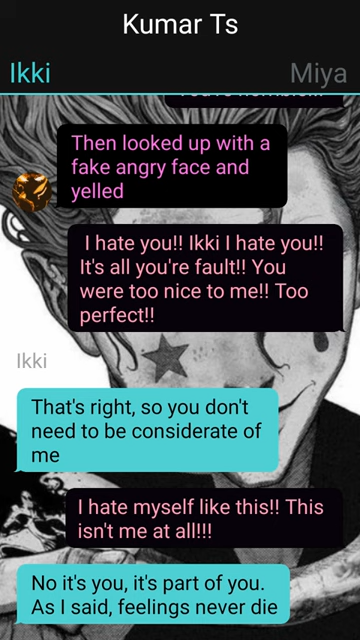 Kumar Ts
Ikki
Miya
Then looked up with a
fake angry face and
yelled
I hate you!! Ikki I hate you!!
It's all you're fault!! You
were too nice to me!! Too
perfect!!
Ikki
That's right, so you don't
need to be considerate of
me
I hate myself like this!! This
isn't me at all!!!
No it's you, it's part of you.
As I said, feelings never die